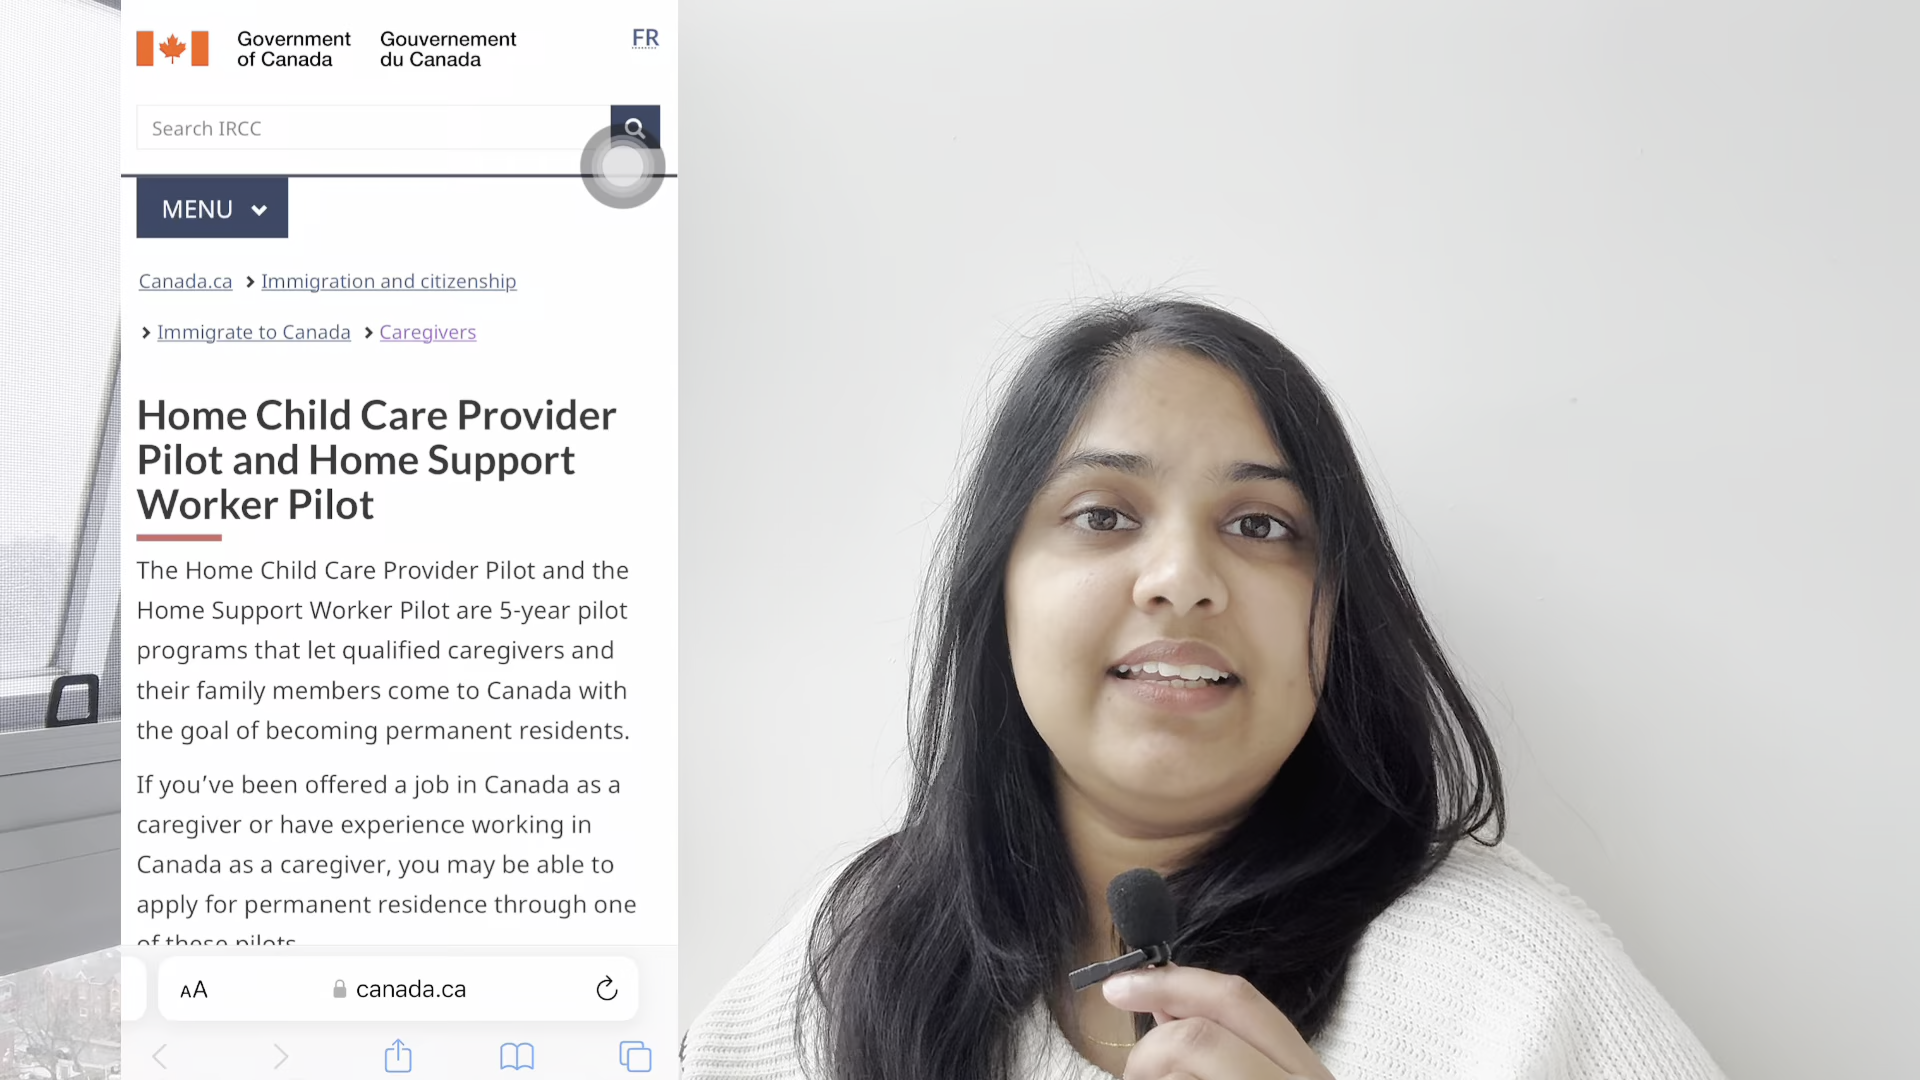 Government
of Canada
Gouvernement
du Canada
FR
Search IRCC
MENU
Canada.ca
Immigration and citizenship
Immigrate to Canada
Caregivers
Home Child Care Provider
Pilot and Home Support
Worker Pilot
The Home Child Care Provider Pilot and the
Home Support Worker Pilot are 5-year pilot
programs that let qualified caregivers and
their family members come to Canada with
the goal of becoming permanent residents.
If you’ve been offered a job in Canada as a
caregiver or have experience working in
Canada as a caregiver, you may be able to
apply for permanent residence through one
of these pilots.
AA
canada.ca